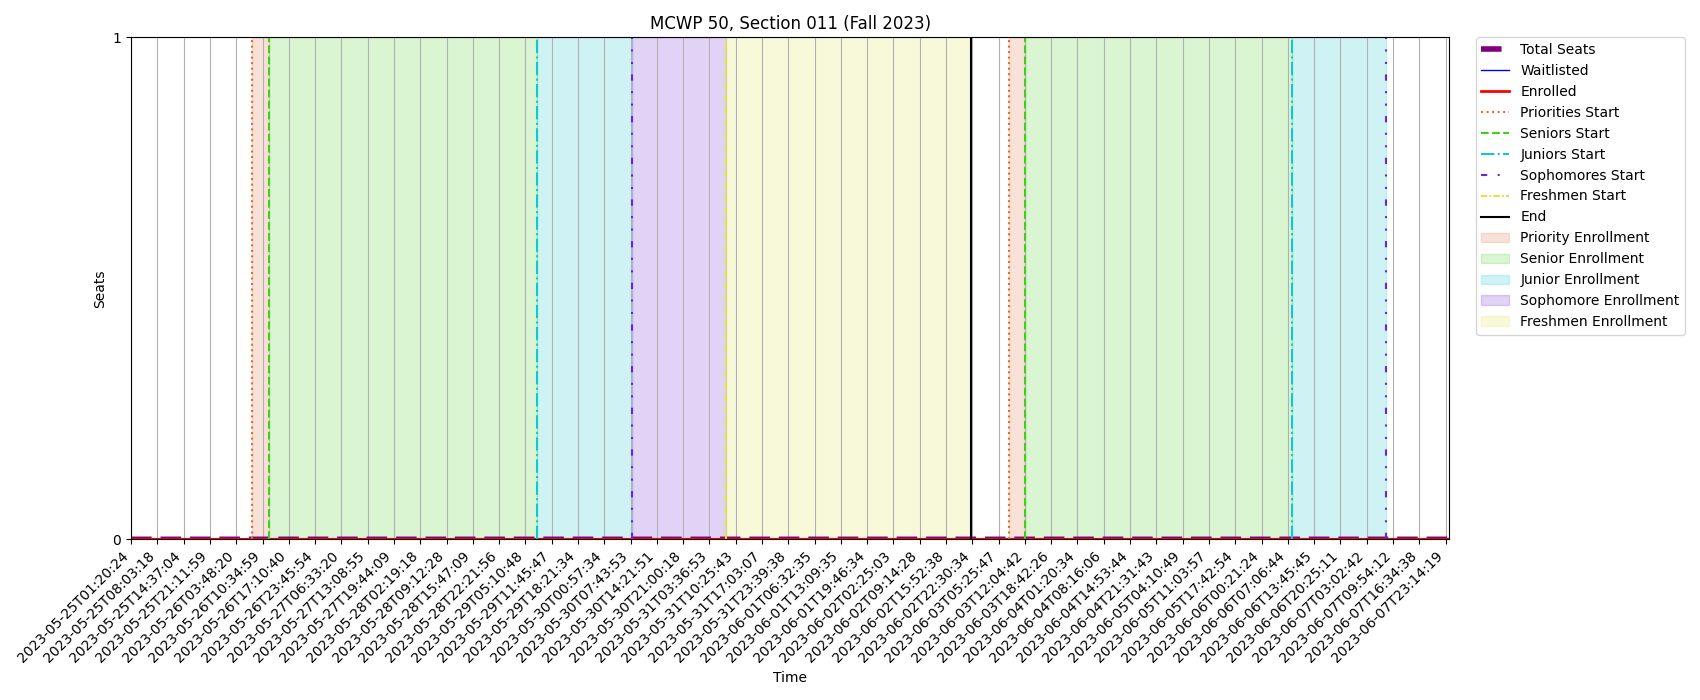 MCWP 50, Section 011 (Fall 2023)
1
0
Seats
2023-05-25T01:20:24
2023-05-25T08:03:18
2023-05-25T14:37:04
2023-05-25T21:11:59
2023-05-26T03:48:20
2023-05-26T10:34:59
2023-05-26T17:10:40
2023-05-26T23:45:54
2023-05-27T06:33:20
2023-05-27T13:08:55
2023-05-27T19:44:09
2023-05-28T02:19:18
2023-05-28T09:12:28
2023-05-28T15:47:09
2023-05-28T22:21:56
2023-05-29T05:10:48
2023-05-29T11:45:47
2023-05-29T18:21:34
2023-05-30T00:57:34
2023-05-30T07:43:53
2023-05-30T14:21:51
2023-05-30T21:00:18
2023-05-31T03:36:53
2023-05-31T10:25:43
2023-05-31T17:03:07
2023-05-31T23:39:38
2023-06-01T06:32:35
2023-06-01T13:09:35
2023-06-01T19:46:34
2023-06-02T02:25:03
2023-06-02T09:14:28
2023-06-02T15:52:38
2023-06-02T22:30:34
2023-06-03T05:25:47
2023-06-03T12:04:42
2023-06-03T18:42:26
2023-06-04T01:20:34
2023-06-04T08:16:06
2023-06-04T14:53:44
2023-06-04T21:31:43
2023-06-05T04:10:49
2023-06-05T11:03:57
2023-06-05T17:42:54
2023-06-06T00:21:24
2023-06-06T07:06:44
2023-06-06T13:45:45
2023-06-06T20:25:11
2023-06-07T03:02:42
2023-06-07T09:54:12
2023-06-07T16:34:38
2023-06-07T23:14:19
Time
Total Seats
Waitlisted
Enrolled
Priorities Start
Seniors Start
Juniors Start
Sophomores Start
Freshmen Start
End
Priority Enrollment
Senior Enrollment
Junior Enrollment
Sophomore Enrollment
Freshmen Enrollment